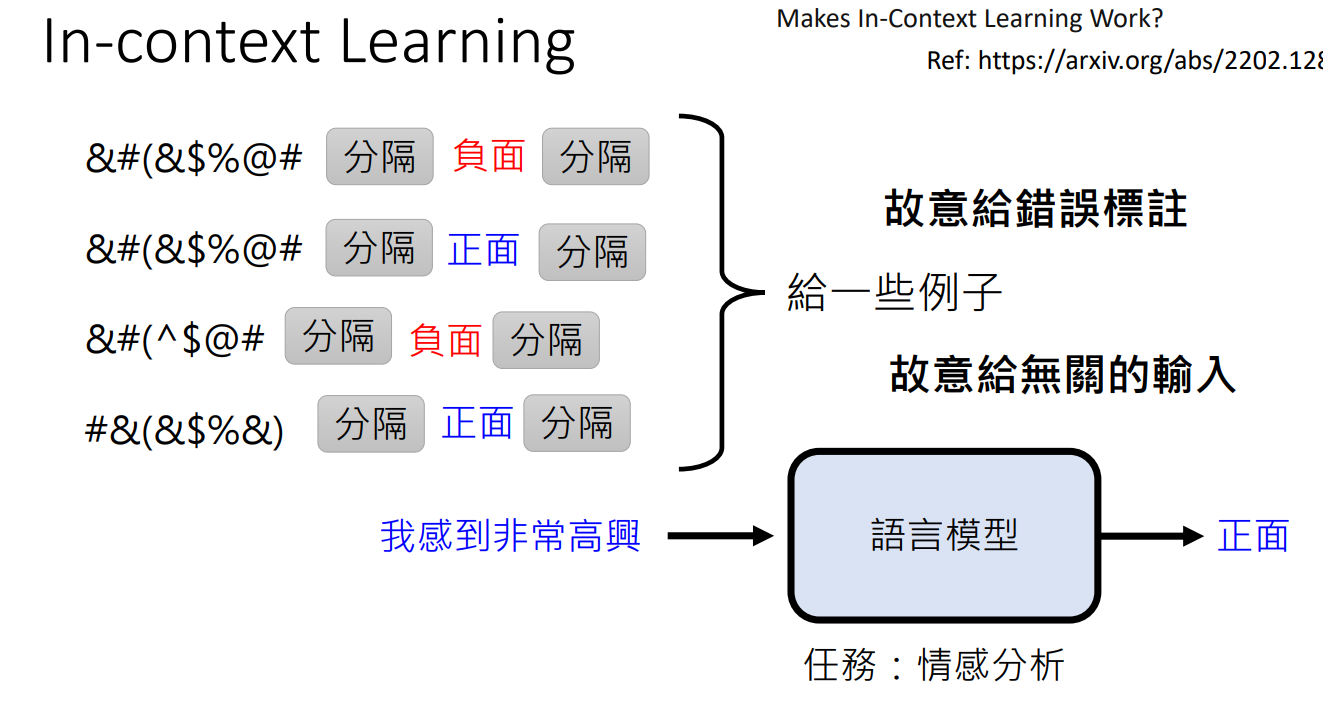 In-context Learning
Makes In-Context Learning Work?
Ref: https://arxiv.org/abs/2202.128
&#(&$%@# 分隔 負面 分隔
&#(&$%@# 分隔 正面 分隔
&#(^$@# 分隔 負面 分隔
#&(&$%&) 分隔 正面 分隔
故意給錯誤標註
給一些例子
故意給無關的輸入
我感到非常高興
語言模型
正面
任務：情感分析